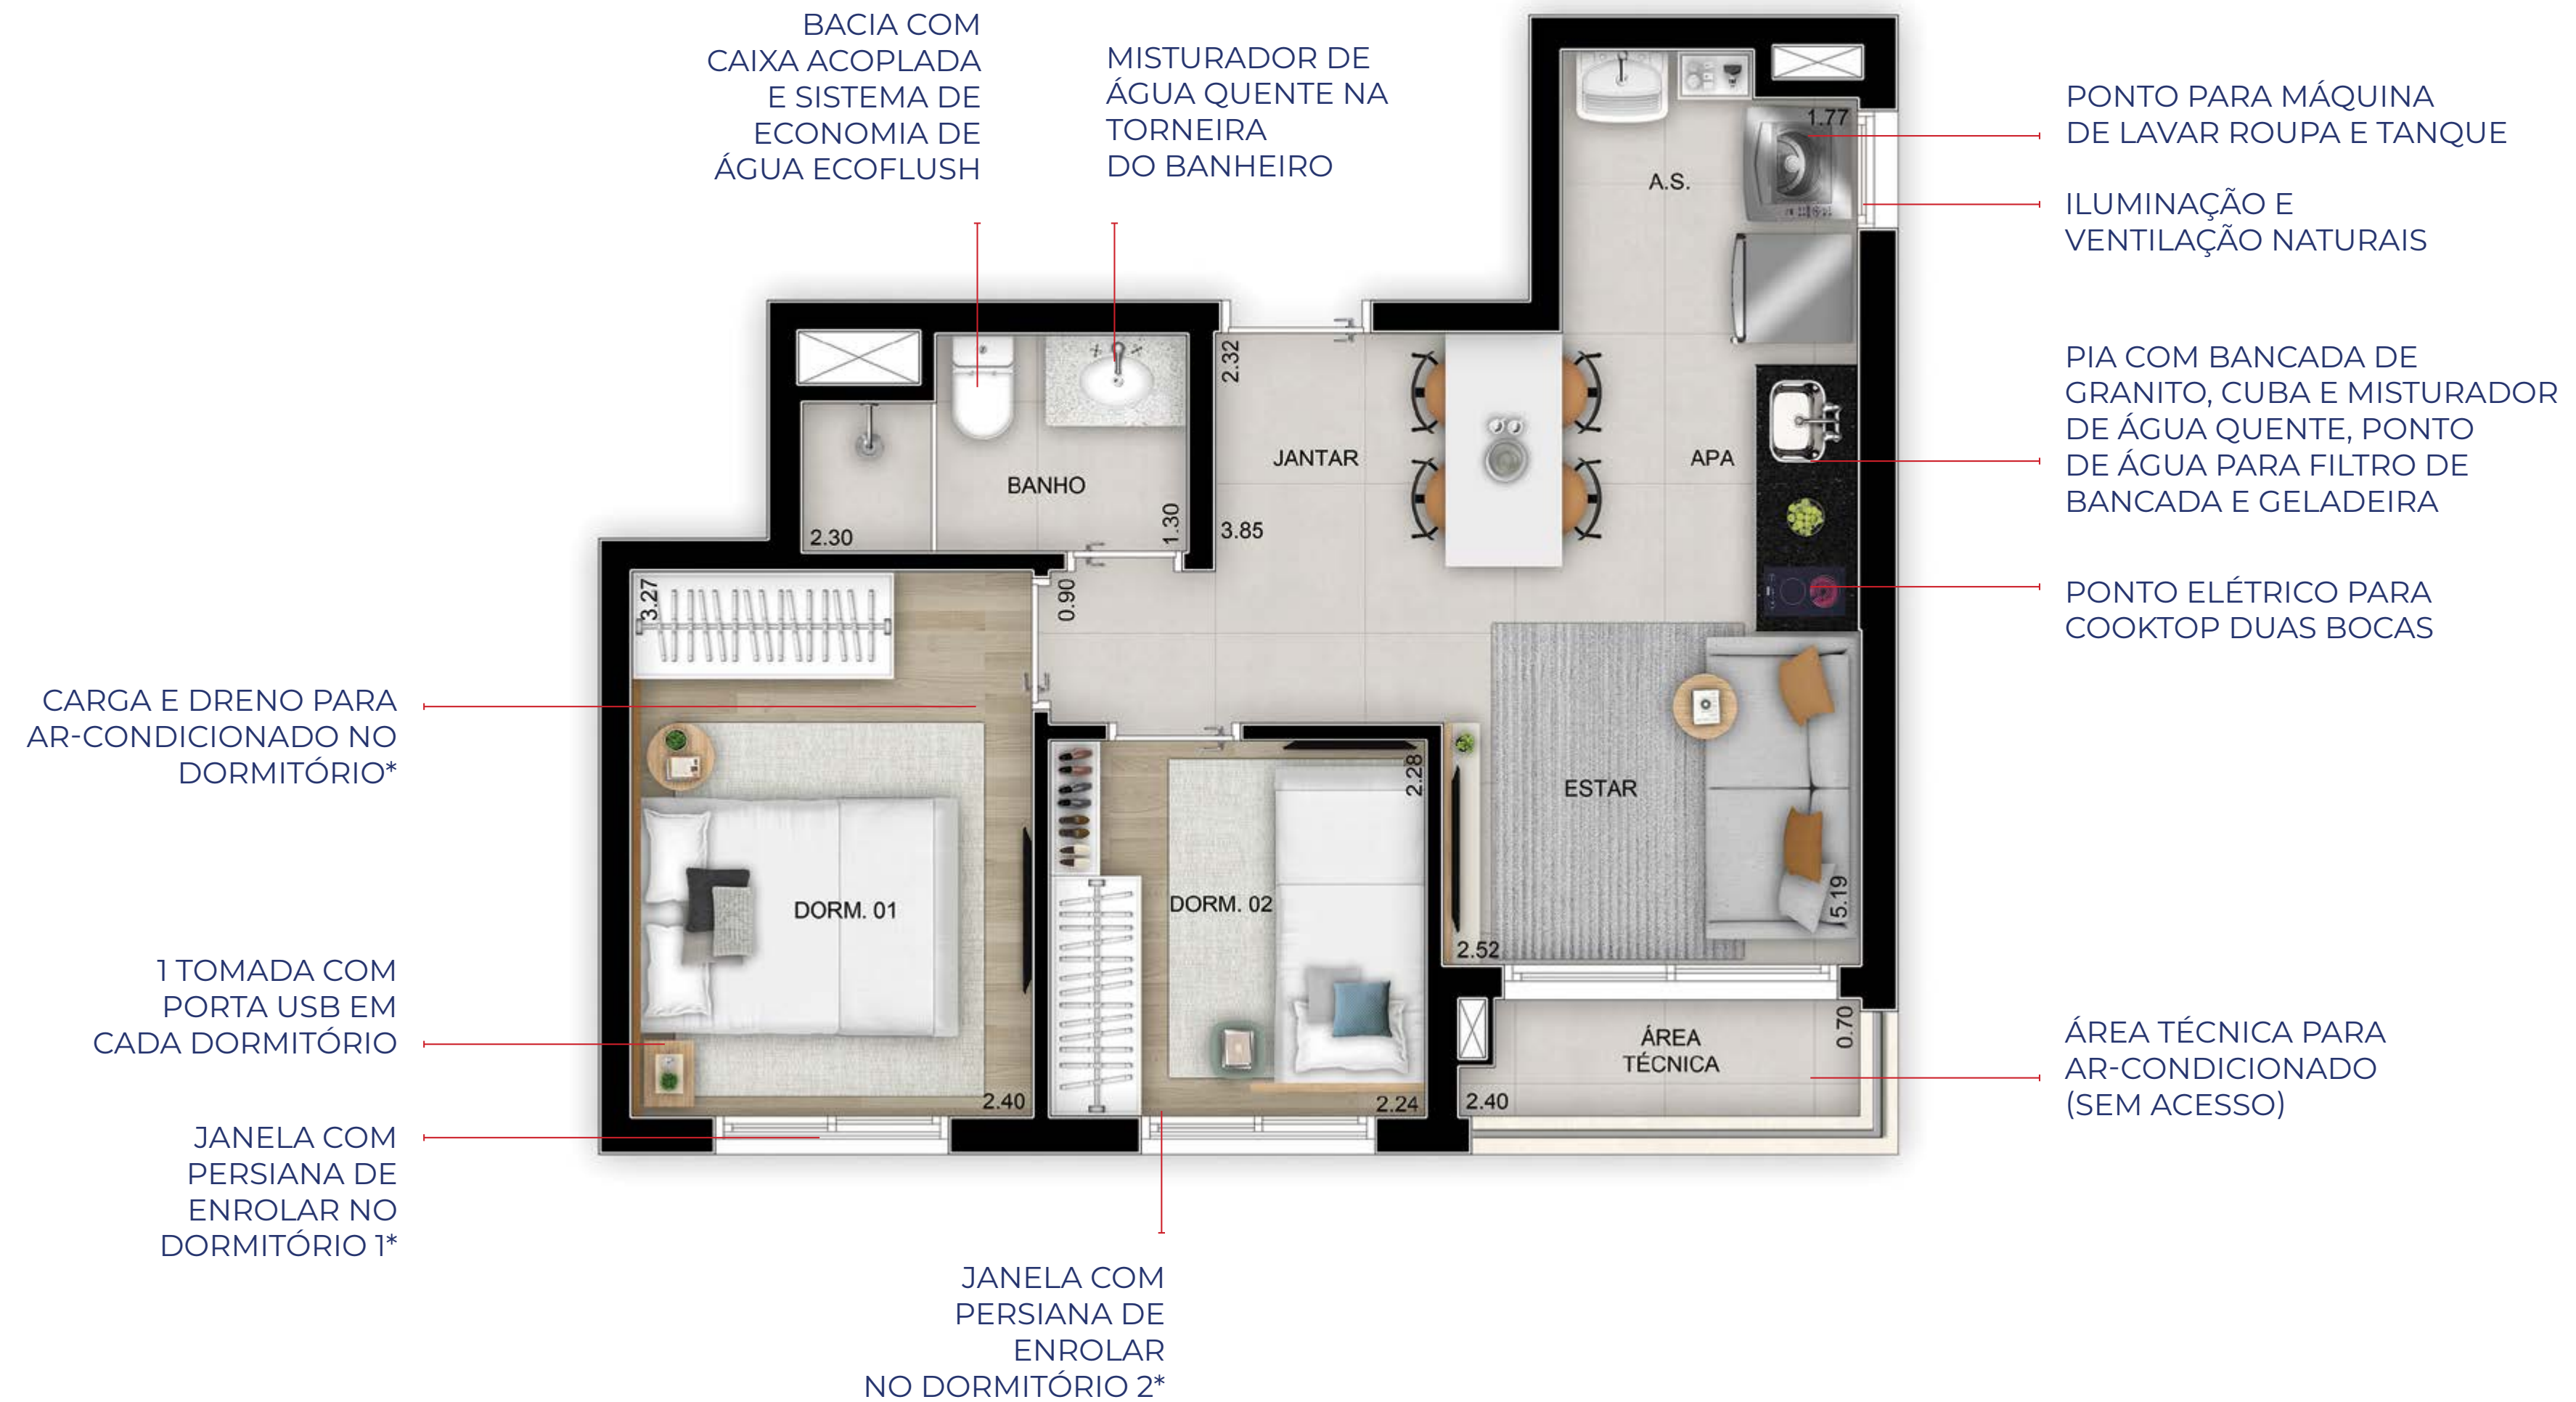 BACIA COM
CAIXA ACOPLADA
E SISTEMA DE
ECONOMIA DE
ÁGUA ECOFLUSH
MISTURADOR DE
ÁGUA QUENTE NA
TORNEIRA
DO BANHEIRO
PONTO PARA MÁQUINA
DE LAVAR ROUPA E TANQUE
ILUMINAÇÃO E
VENTILAÇÃO NATURAIS
PIA COM BANCADA DE
GRANITO, CUBA E MISTURADOR
DE ÁGUA QUENTE, PONTO
DE ÁGUA PARA FILTRO DE
BANCADA E GELADEIRA
PONTO ELÉTRICO PARA
COOKTOP DUAS BOCAS
ÁREA TÉCNICA PARA
AR-CONDICIONADO
(SEM ACESSO)
CARGA E DRENO PARA
AR-CONDICIONADO NO
DORMITÓRIO*
1 TOMADA COM
PORTA USB EM
CADA DORMITÓRIO
JANELA COM
PERSIANA DE
ENROLAR NO
DORMITÓRIO 1*
JANELA COM
PERSIANA DE
ENROLAR
NO DORMITÓRIO 2*
1.77
A.S.
2.32
JANTAR
APA
BANHO
2.30
1.30
3.85
3.27
0.90
2.28
ESTAR
DORM. 01
DORM. 02
5.19
2.52
0.70
ÁREA
TÉCNICA
2.40
2.24
2.40